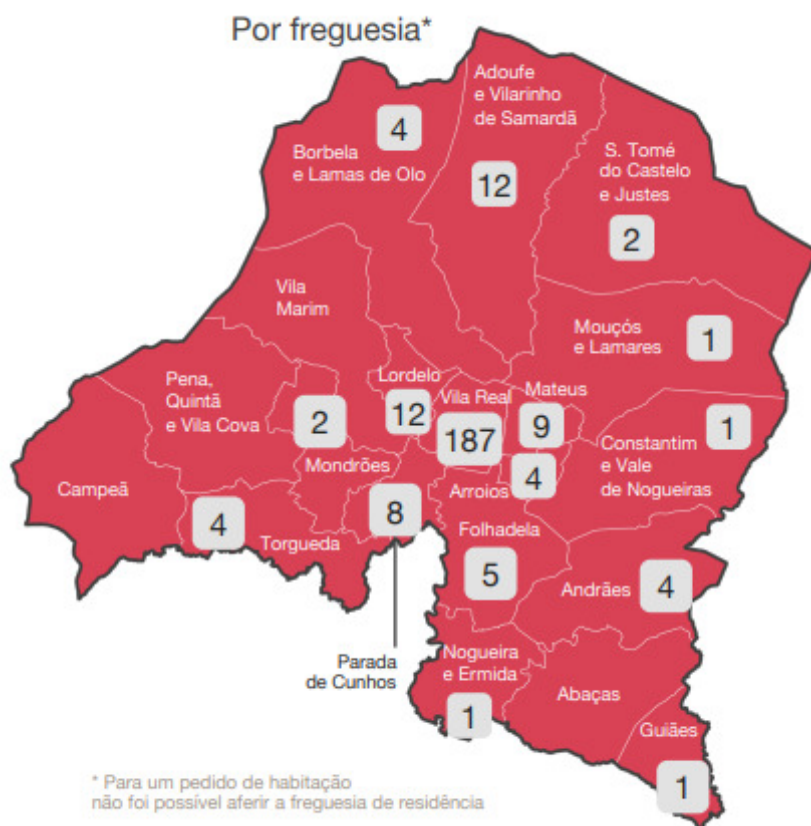 Por freguesia*
Adoufe
e Vilarinho
de Samardã
12
4
Borbela
e Lamas de Olo
S. Tomé
do Castelo
e Justes
2
Vila
Marim
Mouçós
e Lamares
1
Pena,
Quintã
e Vila Cova
2
Lordelo
12
Vila Real
187
Mateus
9
1
Constantim
e Vale
de Nogueiras
Campeã
Mondrões
Arroios
4
4
Torgueda
8
Folhadela
5
Andrães
4
Parada
de Cunhos
Nogueira
e Ermida
1
Abaças
Guiães
1
* Para um pedido de habitação
não foi possível aferir a freguesia de residência